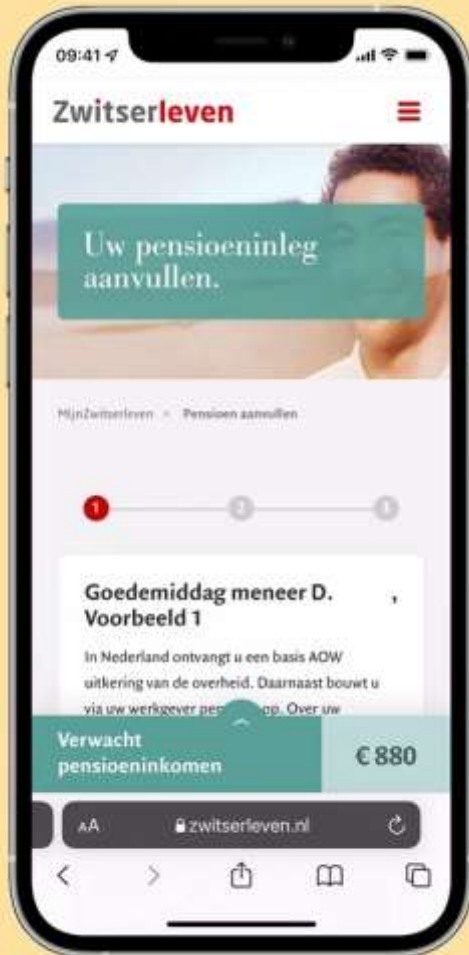 09:41
Zwitserleven
Uw pensioeninleg
aanvullen.
MijnZwitserleven > Pensioen aanvullen
1 2 3
Goedemiddag meneer D.
Voorbeeld 1
In Nederland ontvangt u een basis AOW
uitkering van de overheid. Daarnaast bouwt u
via uw werkgever op. Over uw
Verwacht
pensioeninkomen
€ 880
AA zwitserleven.nl